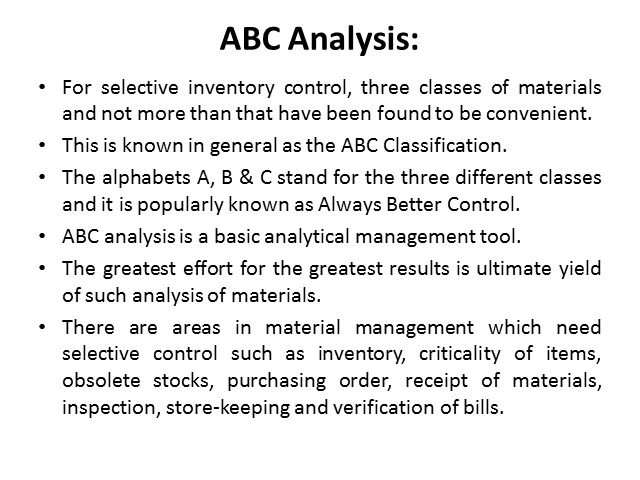 ABC Analysis:
• For selective inventory control, three classes of materials
and not more than that have been found to be convenient.
• This is known in general as the ABC Classification.
• The alphabets A, B & C stand for the three different classes
and it is popularly known as Always Better Control.
• ABC analysis is a basic analytical management tool.
• The greatest effort for the greatest results is ultimate yield
of such analysis of materials.
• There are areas in material management which need
selective control such as inventory, criticality of items,
obsolete stocks, purchasing order, receipt of materials,
inspection, store-keeping and verification of bills.